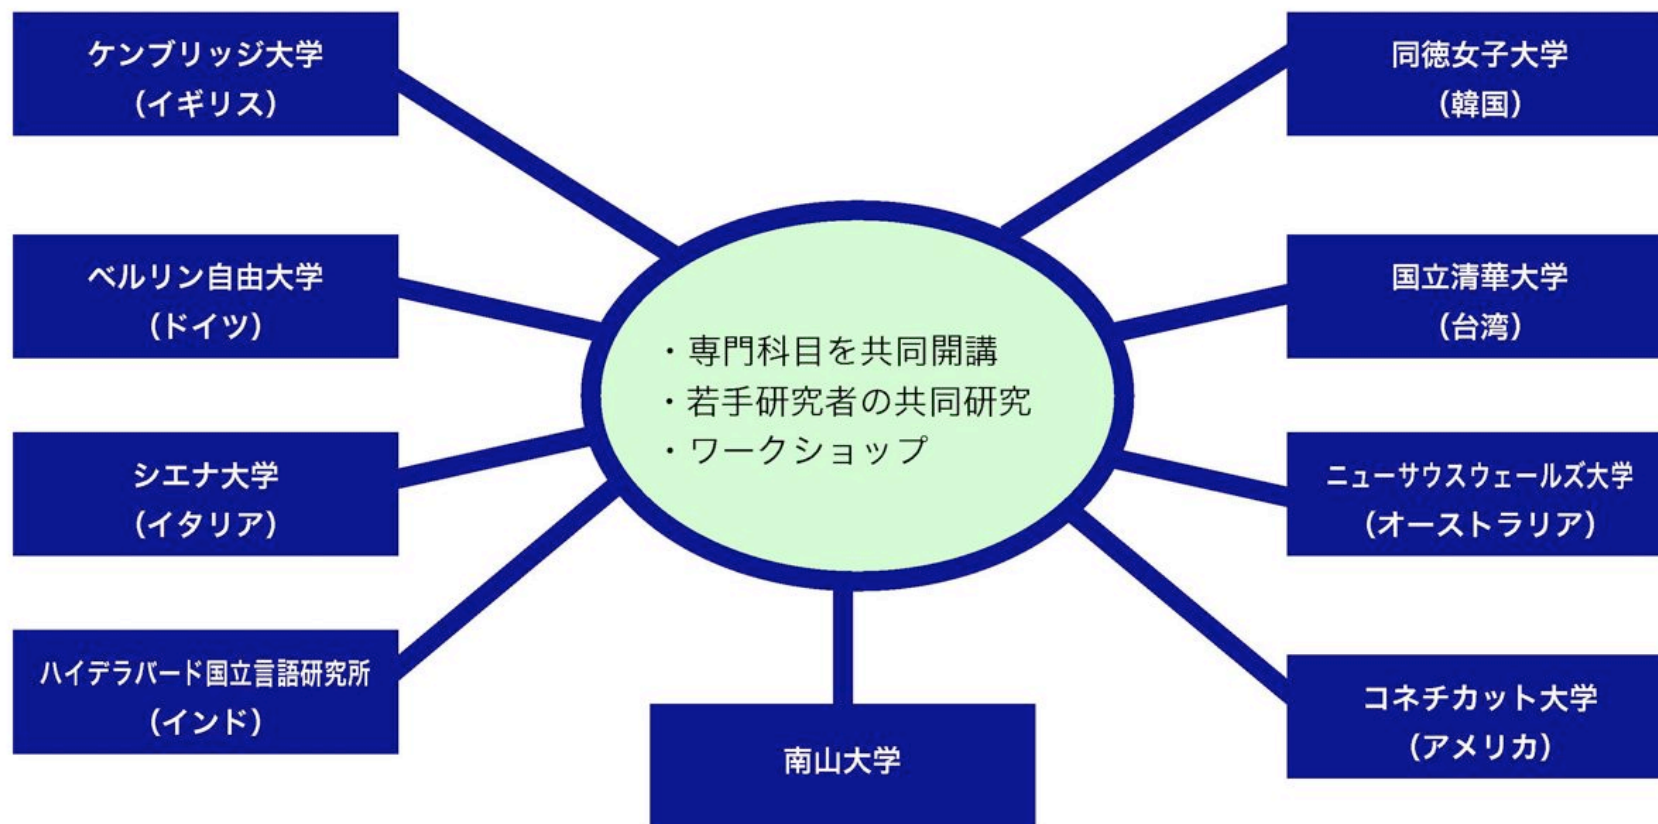 ケンブリッジ大学
（イギリス）
ベルリン自由大学
（ドイツ）
シエナ大学
（イタリア）
ハイデラバード国立言語研究所
（インド）
・専門科目を共同開講
・若手研究者の共同研究
・ワークショップ
南山大学
同徳女子大学
（韓国）
国立清華大学
（台湾）
ニューサウスウェールズ大学
（オーストラリア）
コネチカット大学
（アメリカ）